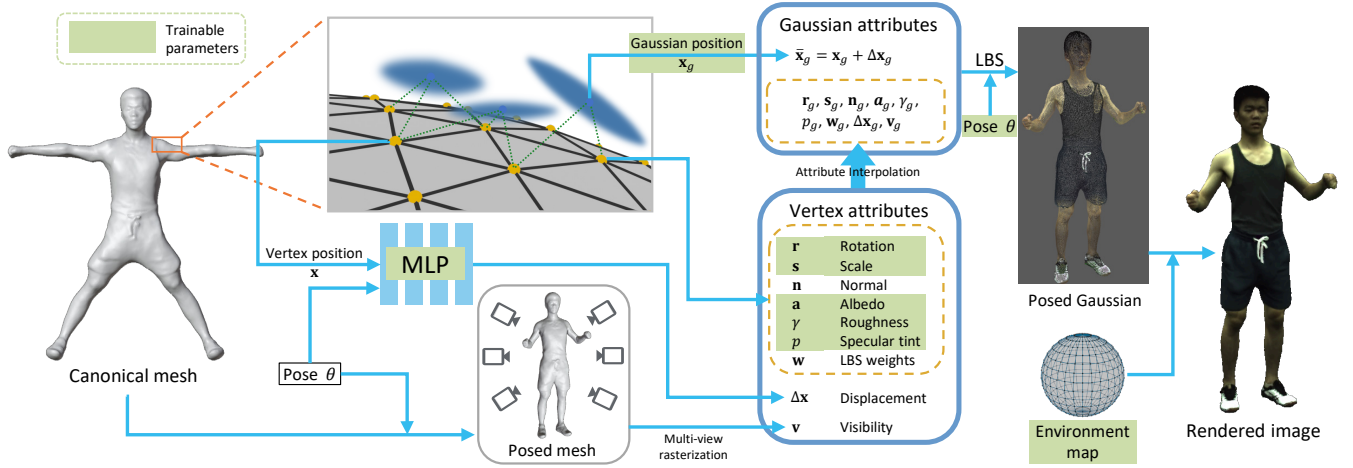 Trainable
parameters
Canonical mesh
Gaussian position
𝐱_g
Gaussian attributes
x̄_g = 𝐱_g + Δ𝐱_g
𝐫_g, 𝐬_g, 𝐧_g, 𝒂_g, γ_g,
p_g, 𝐰_g, Δ𝐱_g, 𝐯_g
LBS
Pose θ
Attribute Interpolation
Vertex position
𝐱
MLP
Pose θ
Posed mesh
Multi-view
rasterization
Vertex attributes
𝐫 Rotation
𝐬 Scale
𝐧 Normal
𝐚 Albedo
γ Roughness
p Specular tint
𝐰 LBS weights
Δ𝐱 Displacement
𝐯 Visibility
Posed Gaussian
Environment
map
Rendered image